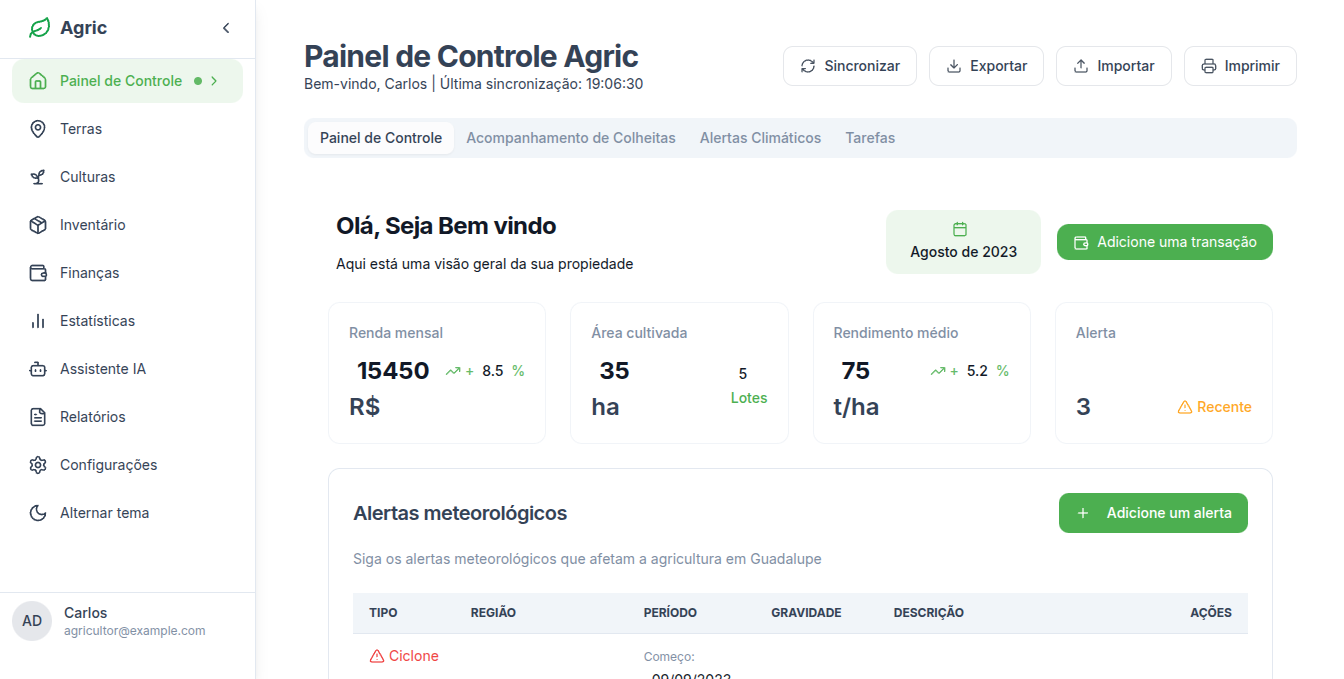 Agric
Painel de Controle
Terras
Culturas
Inventário
Finanças
Estatísticas
Assistente IA
Relatórios
Configurações
Alternar tema
AD
Carlos
agricultor@example.com
Painel de Controle Agric
Bem-vindo, Carlos | Última sincronização: 19:06:30
Sincronizar
Exportar
Importar
Imprimir
Painel de Controle Acompanhamento de Colheitas Alertas Climáticos Tarefas
Olá, Seja Bem vindo
Aqui está uma visão geral da sua propiedade
Agosto de 2023
Adicione uma transação
Renda mensal
15450 + 8.5 %
R$
Área cultivada
35
ha
5
Lotes
Rendimento médio
75 + 5.2 %
t/ha
Alerta
3 Recente
Alertas meteorológicos
Adicione um alerta
Siga os alertas meteorológicos que afetam a agricultura em Guadalupe
TIPO REGIÃO PERÍODO GRAVIDADE DESCRIÇÃO AÇÕES
Ciclone
Começo:
09/09/2023